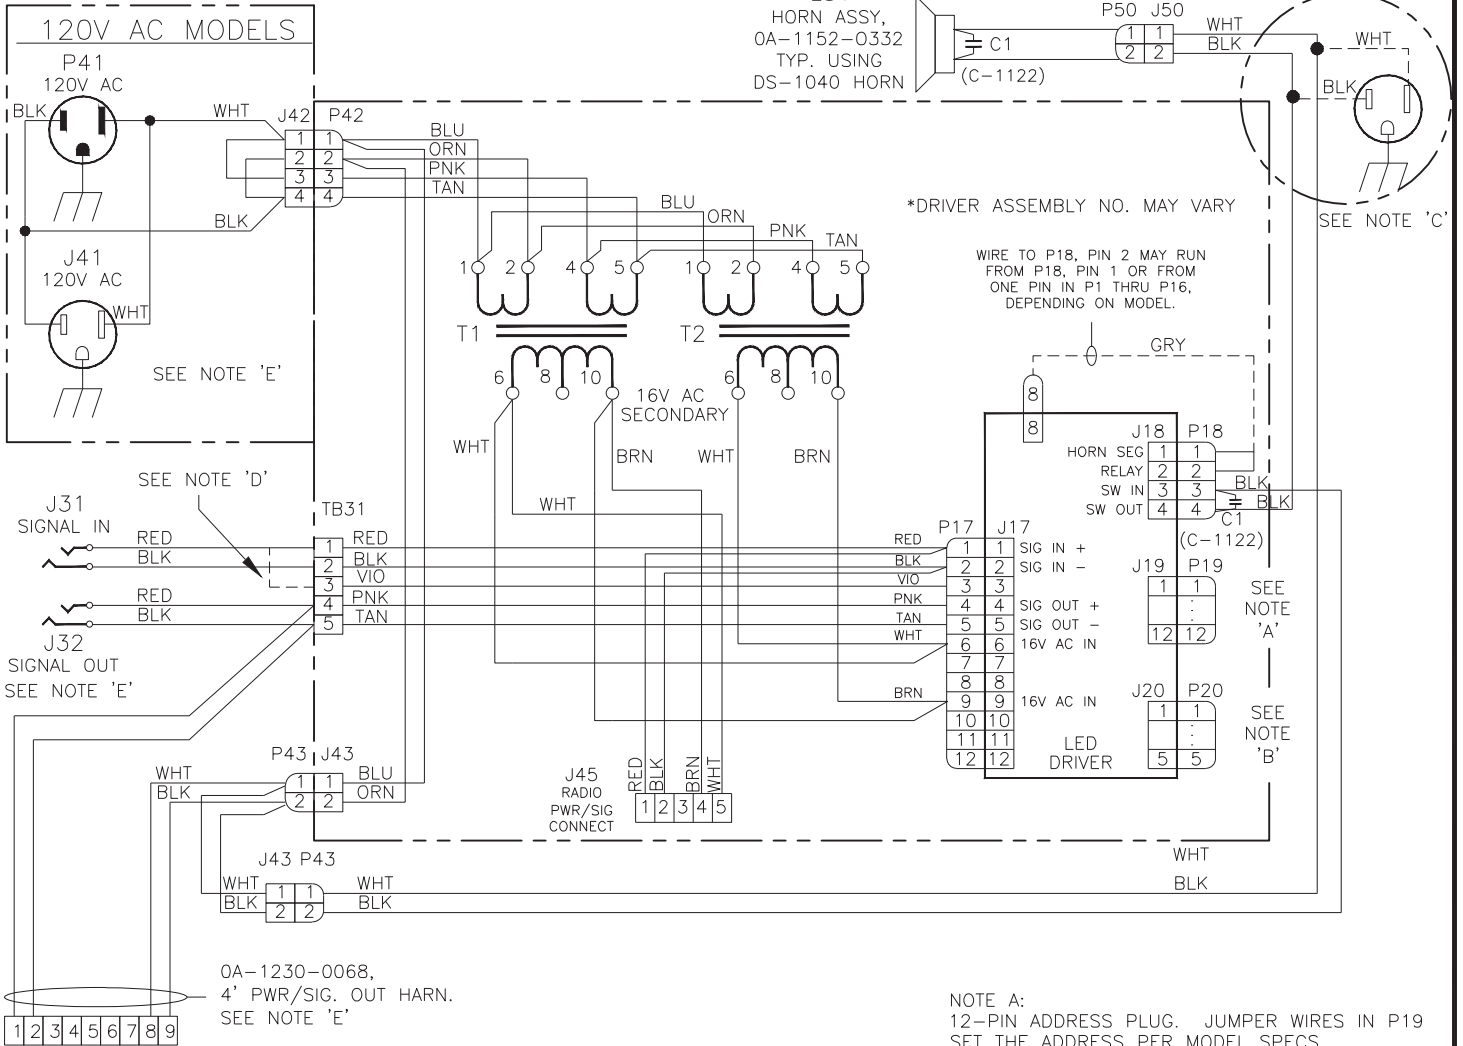 120V AC MODELS
P41
120V AC
BLK
WHT
BLK
J41
120V AC
WHT
SEE NOTE 'E'
HORN ASSY,
0A-1152-0332
TYP. USING
DS-1040 HORN
C1
(C-1122)
P50 J50
1 1
2 2
WHT
BLK
WHT
BLK
SEE NOTE 'C'
J42 P42
1 1
2 2
3 3
4 4
BLU
ORN
PNK
TAN
BLU
ORN
PNK
TAN
1 2 4 5 1 2 4 5
T1
T2
6 8 10 6 8 10
16V AC
SECONDARY
WHT
BRN
WHT
BRN
WHT
*DRIVER ASSEMBLY NO. MAY VARY
WIRE TO P18, PIN 2 MAY RUN
FROM P18, PIN 1 OR FROM
ONE PIN IN P1 THRU P16,
DEPENDING ON MODEL.
GRY
8
8
J18 P18
HORN SEG 1 1
RELAY 2 2
SW IN 3 3
SW OUT 4 4
BLK
BLK
C1
(C-1122)
SEE NOTE 'D'
J31
SIGNAL IN
RED
BLK
RED
BLK
J32
SIGNAL OUT
SEE NOTE 'E'
TB31
1 RED
2 BLK
3 VIO
4 PNK
5 TAN
P17 J17
RED 1 1 SIG IN +
BLK 2 2 SIG IN -
VIO 3 3
PNK 4 4 SIG OUT +
TAN 5 5 SIG OUT -
WHT 6 6 16V AC IN
7 7
8 8
BRN 9 9 16V AC IN
10 10
11 11
12 12
LED
DRIVER
J19 P19
1 1
: :
12 12
SEE
NOTE
'A'
J20 P20
1 1
: :
5 5
SEE
NOTE
'B'
P43 J43
WHT 1 1 BLU
BLK 2 2 ORN
J45
RADIO
PWR/SIG
CONNECT
RED
BLK
BRN
WHT
1 2 3 4 5
J43 P43
WHT 1 1 WHT
BLK 2 2 BLK
WHT
BLK
0A-1230-0068,
4' PWR/SIG. OUT HARN.
SEE NOTE 'E'
1 2 3 4 5 6 7 8 9
NOTE A:
12-PIN ADDRESS PLUG. JUMPER WIRES IN P19
SET THE ADDRESS PER MODEL SPECS